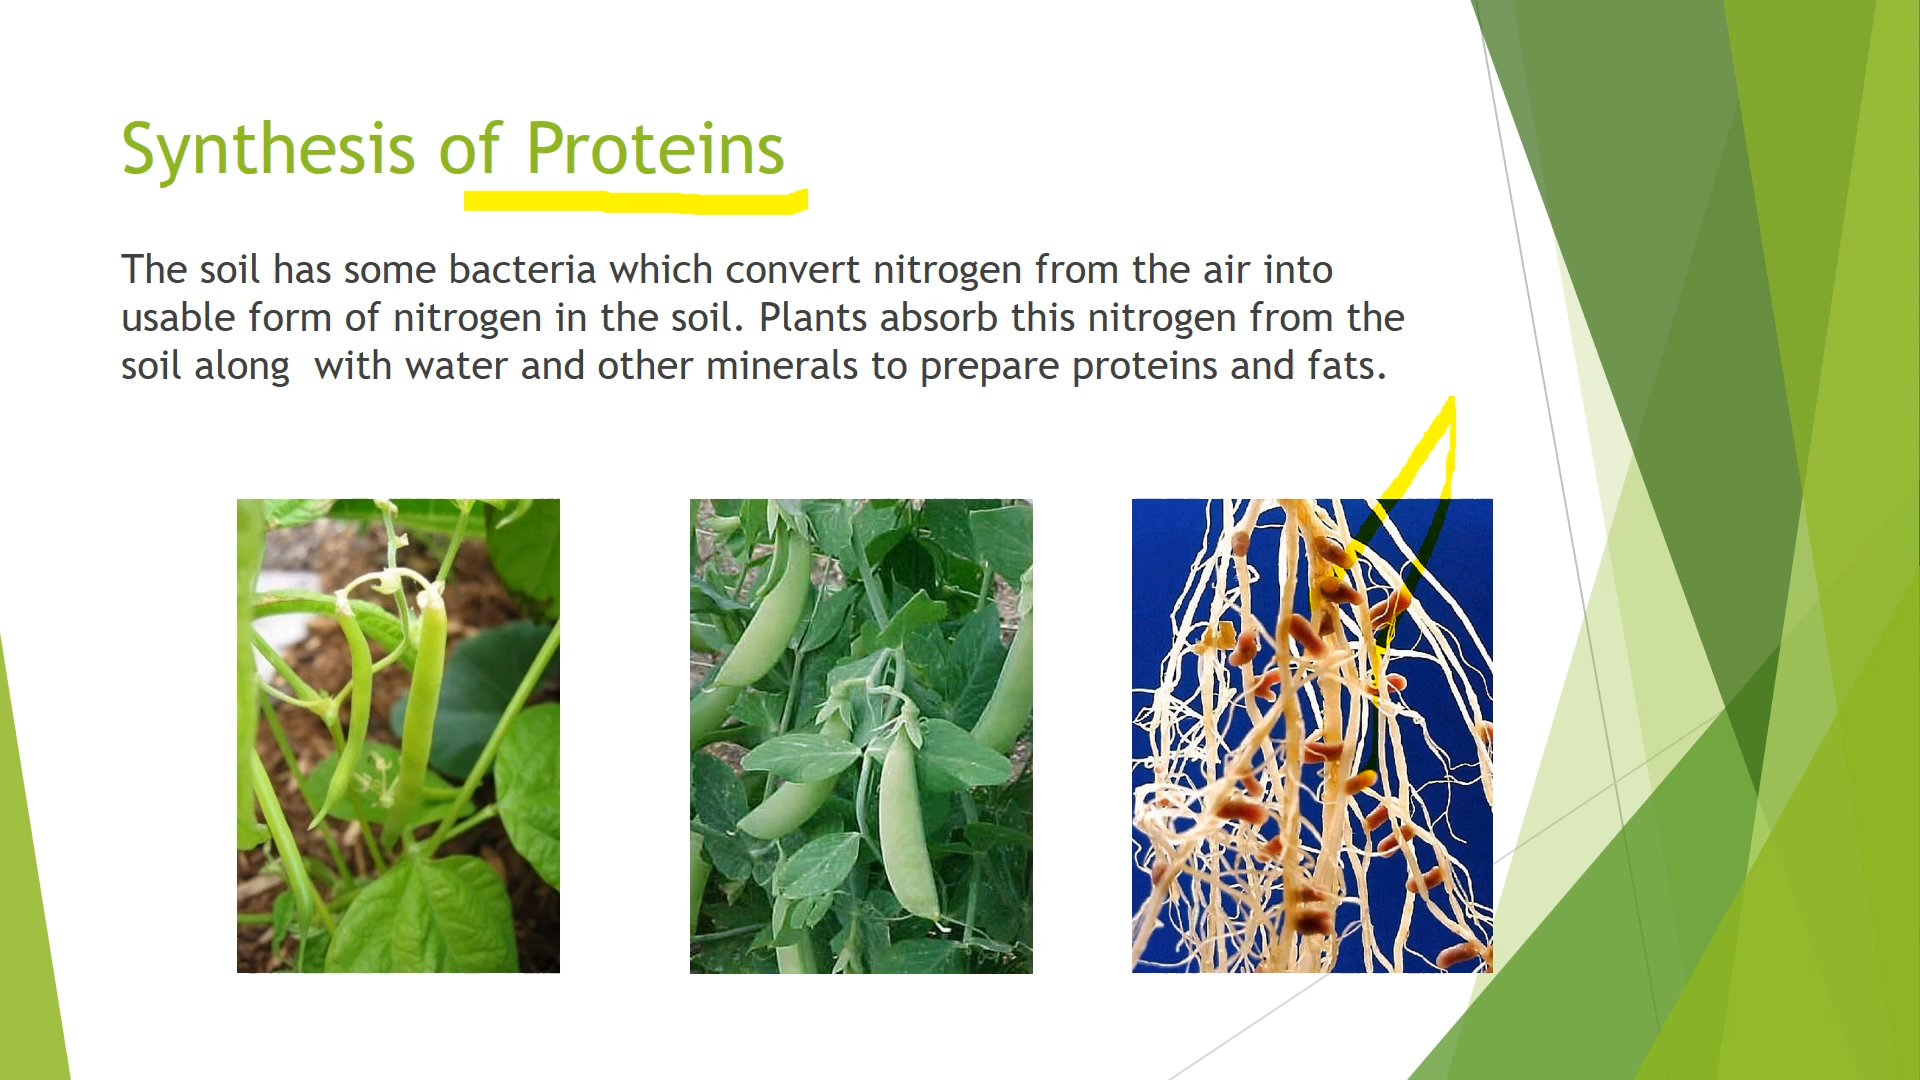 Synthesis of Proteins
The soil has some bacteria which convert nitrogen from the air into
usable form of nitrogen in the soil. Plants absorb this nitrogen from the
soil along  with water and other minerals to prepare proteins and fats.